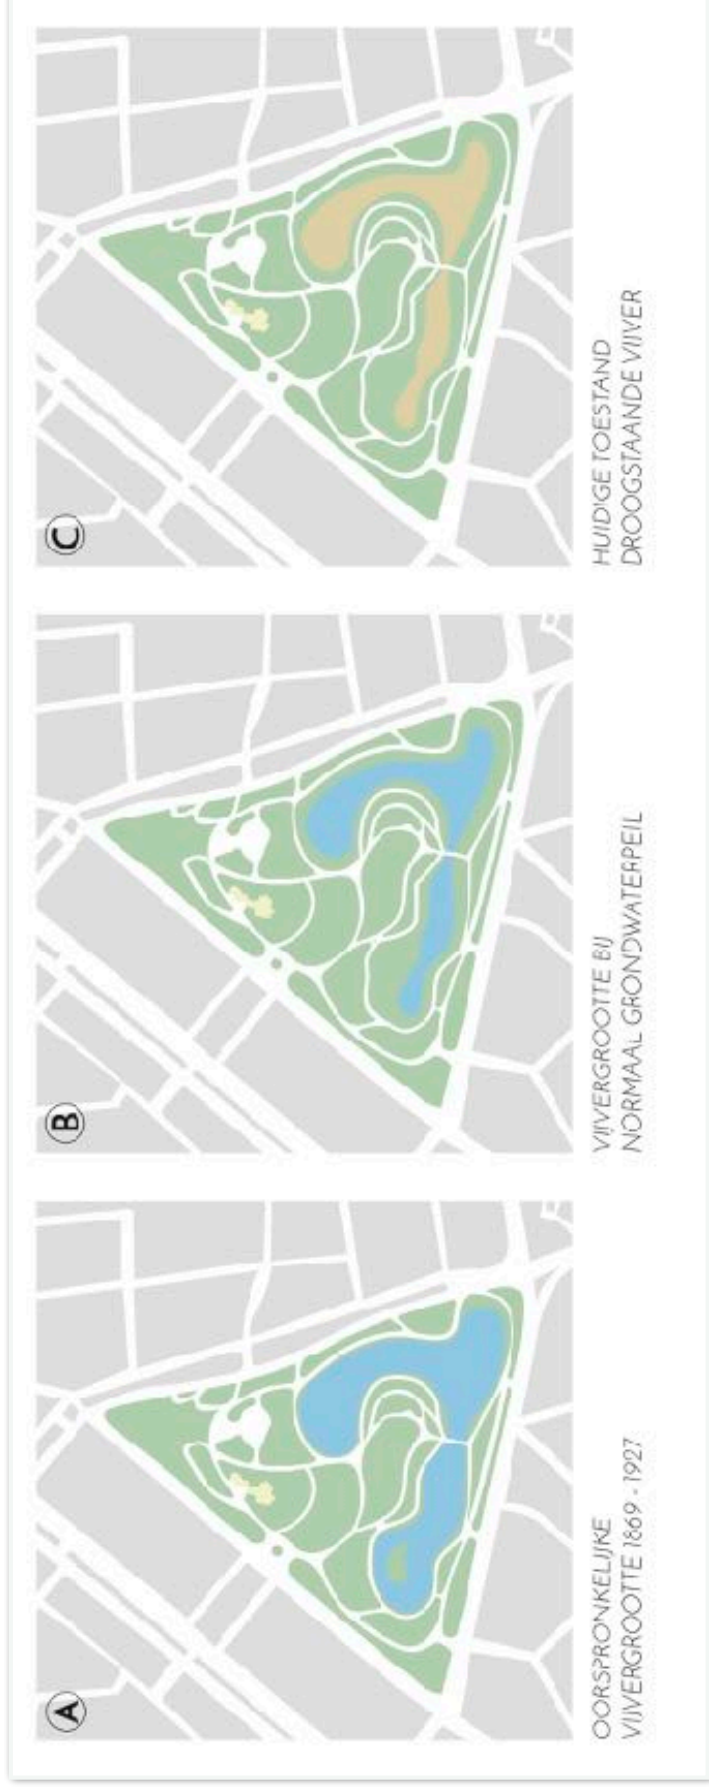 A
OORSPRONKELIJKE
VIJVERGROOTTE 1869 - 1927
B
VIJVERGROOTTE BIJ
NORMAAL GRONDWATERPEIL
C
HUIDIGE TOESTAND
DROOGSTAANDE VIJVER